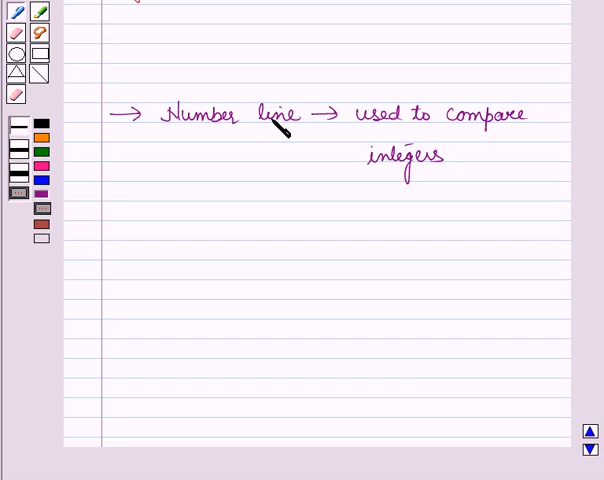 → Number line → used to compare
integers